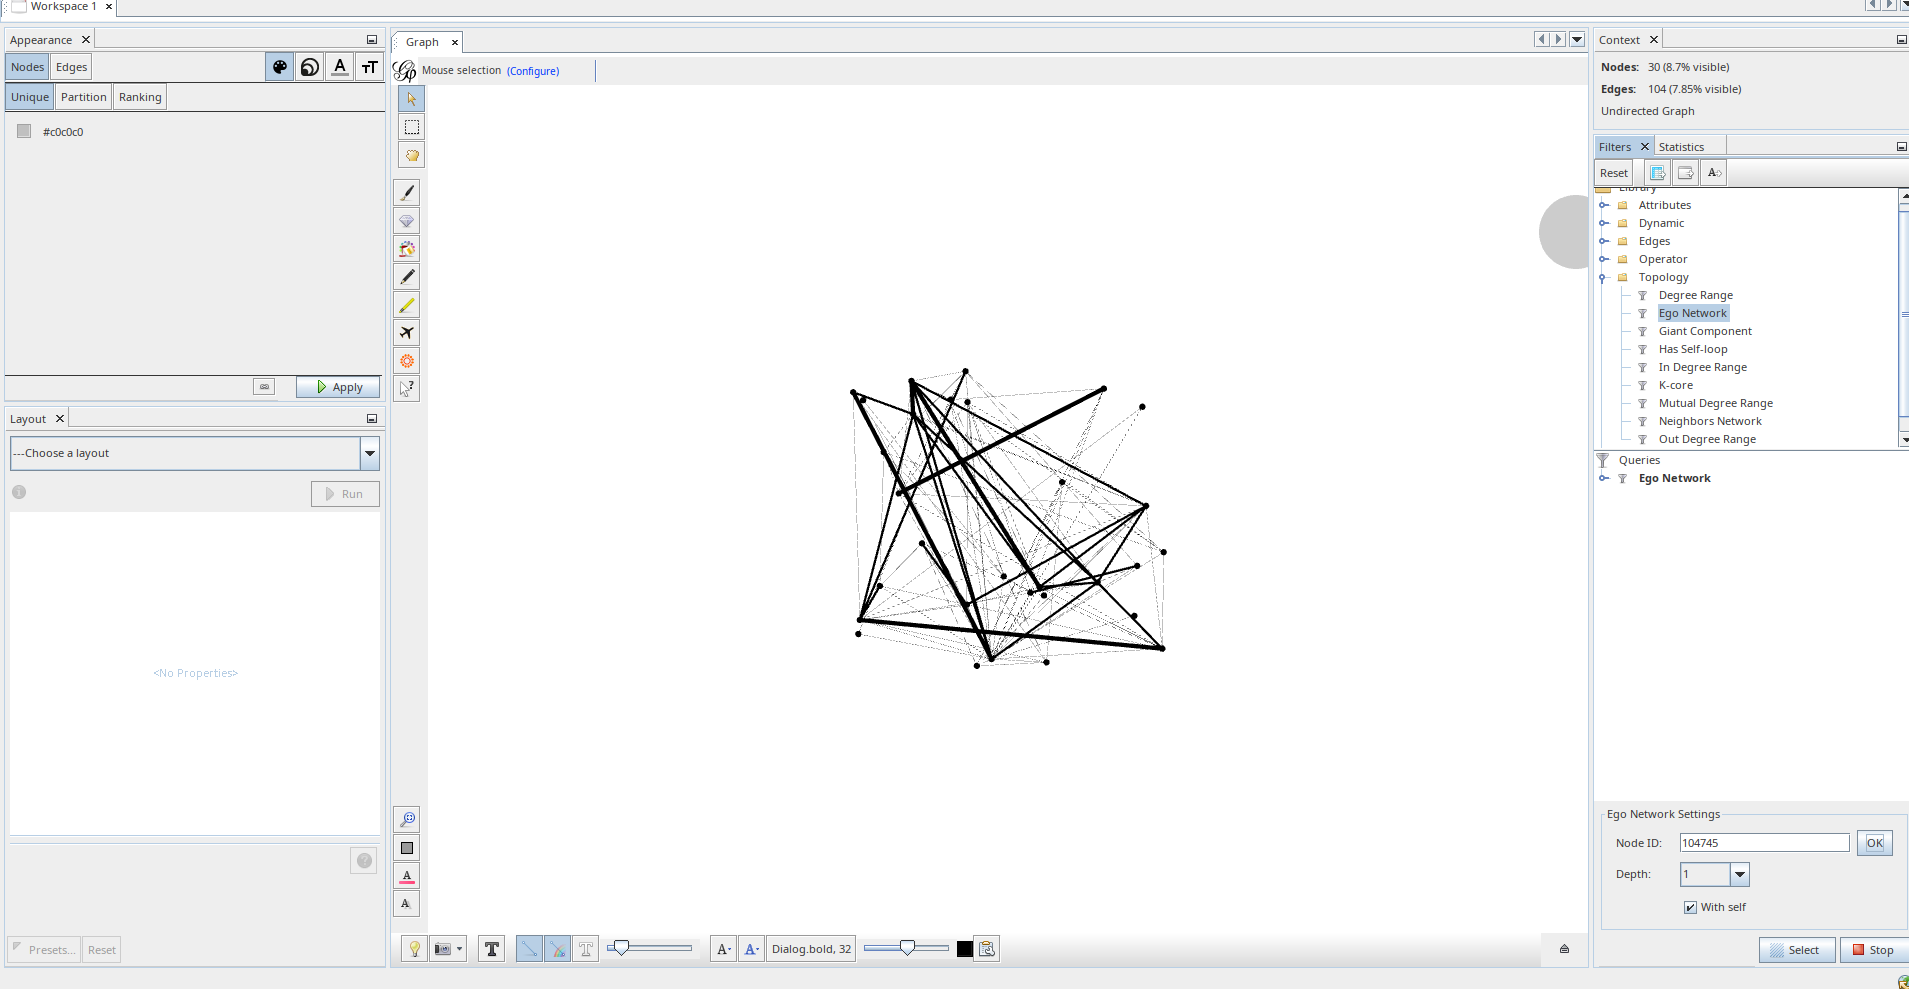 Workspace 1
Appearance
Nodes Edges
A
TT
Unique Partition Ranking
#c0c0c0
Apply
Layout
---Choose a layout
Run
<No Properties>
Presets... Reset
Graph
Mouse selection (Configure)
Dialog.bold, 32
Context
Nodes: 30 (8.7% visible)
Edges: 104 (7.85% visible)
Undirected Graph
Filters Statistics
Reset
Library
Attributes
Dynamic
Edges
Operator
Topology
Degree Range
Ego Network
Giant Component
Has Self-loop
In Degree Range
K-core
Mutual Degree Range
Neighbors Network
Out Degree Range
Queries
Ego Network
Ego Network Settings
Node ID: 104745 OK
Depth: 1
With self
Select Stop